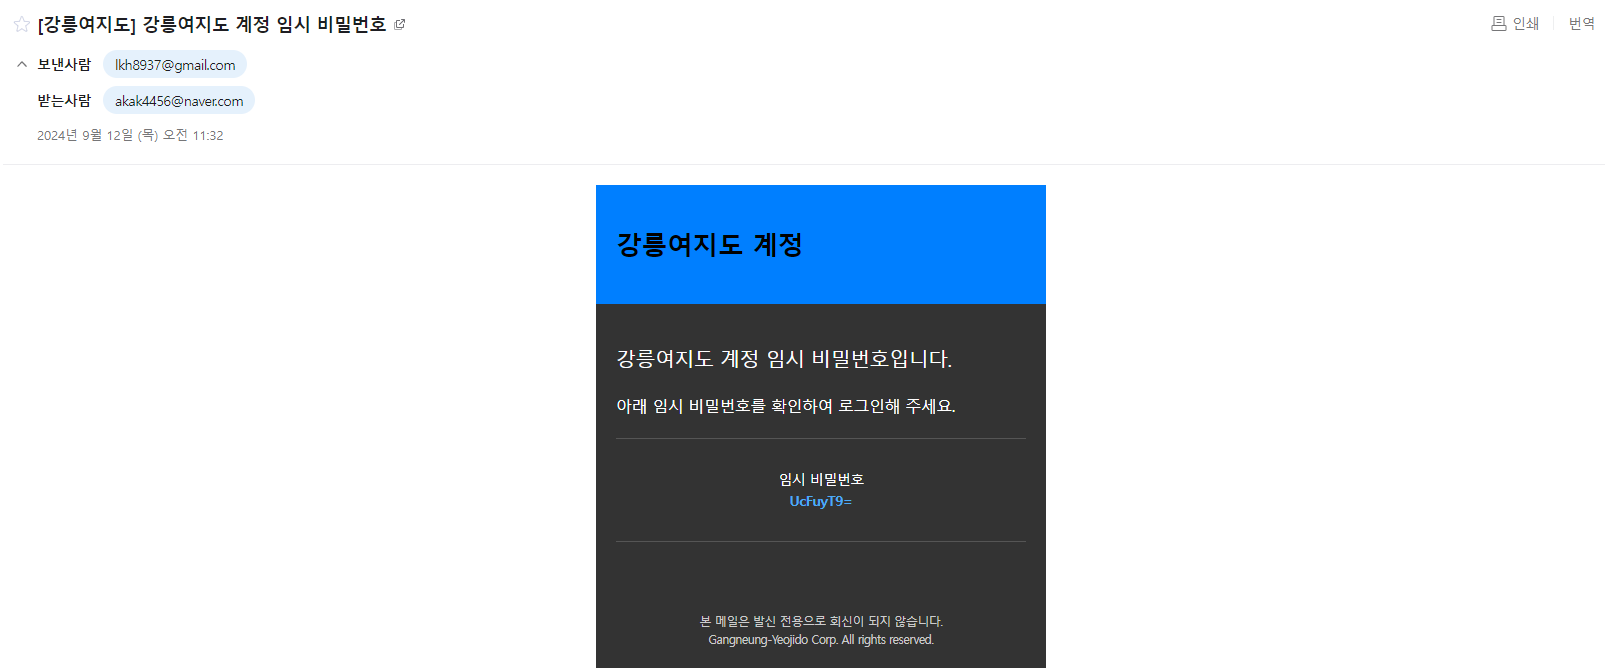 [강릉여지도] 강릉여지도 계정 임시 비밀번호
인쇄
번역
보낸사람 lkh8937@gmail.com
받는사람 akak4456@naver.com
2024년 9월 12일 (목) 오전 11:32
강릉여지도 계정
강릉여지도 계정 임시 비밀번호입니다.
아래 임시 비밀번호를 확인하여 로그인해 주세요.
임시 비밀번호
UcFuyT9=
본 메일은 발신 전용으로 회신이 되지 않습니다.
Gangneung-Yeojido Corp. All rights reserved.